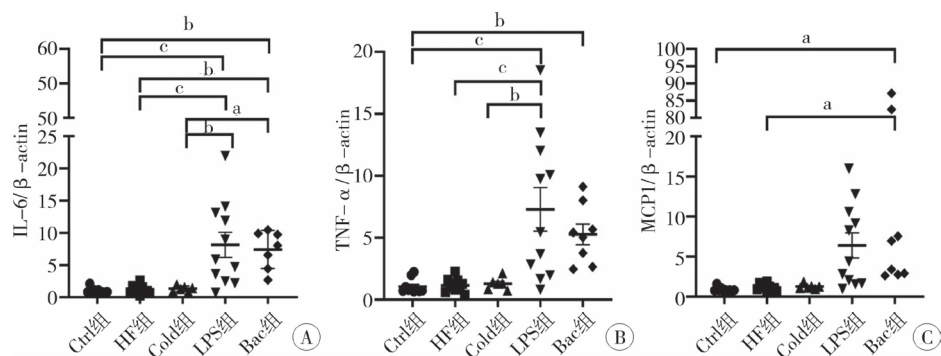 b
c
b
c
a
b
IL-6/β-actin
60
50
50
25
20
15
10
5
0
Ctrl组
HF组
Cold组
LPS组
Bac组
A
b
c
c
b
TNF-α/β-actin
20
15
10
5
0
Ctrl组
HF组
Cold组
LPS组
Bac组
B
a
a
MCP1/β-actin
100
95
90
85
80
20
15
10
5
0
Ctrl组
HF组
Cold组
LPS组
Bac组
C